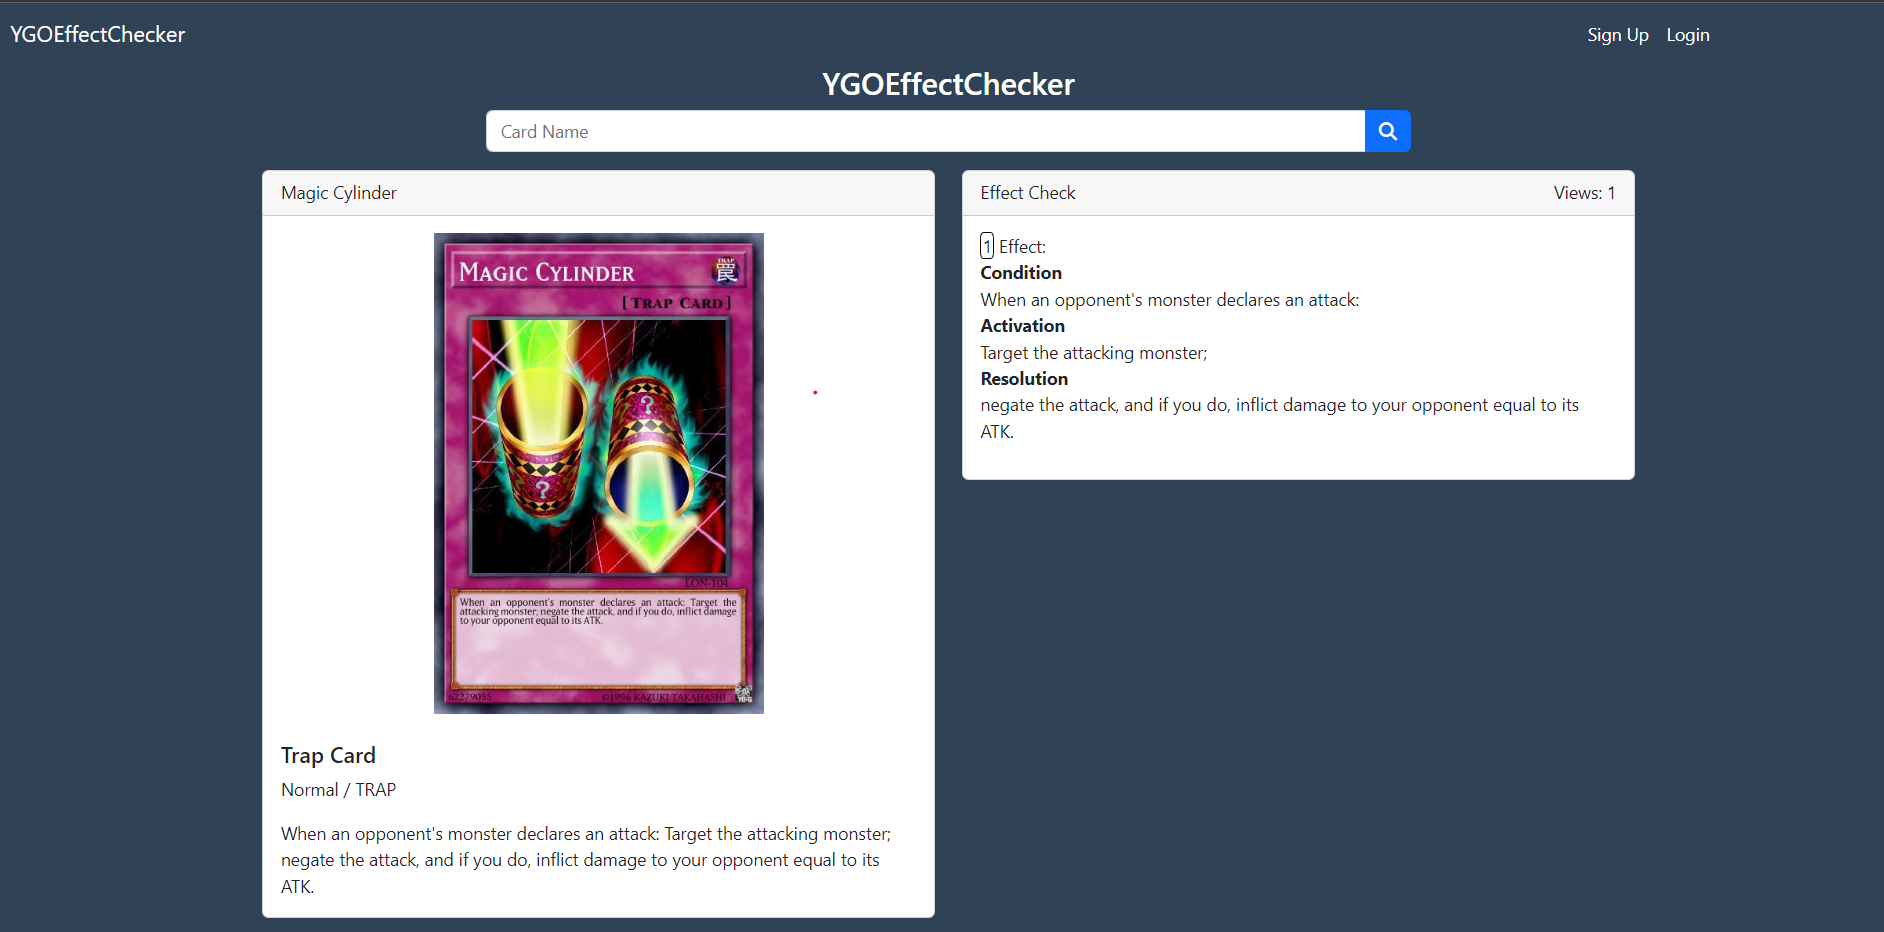 YGOEffectChecker
Sign Up Login
YGOEffectChecker
Card Name
Magic Cylinder
MAGIC CYLINDER
TRAP
罠
[TRAP CARD]
?
?
LON-104
When an opponent's monster declares an attack: Target the
attacking monster; negate the attack, and if you do, inflict damage
to your opponent equal to its ATK.
62279055
©1996 KAZUKI TAKAHASHI
Trap Card
Normal / TRAP
When an opponent's monster declares an attack: Target the attacking monster;
negate the attack, and if you do, inflict damage to your opponent equal to its
ATK.
Effect Check
Views: 1
1 Effect:
Condition
When an opponent's monster declares an attack:
Activation
Target the attacking monster;
Resolution
negate the attack, and if you do, inflict damage to your opponent equal to its
ATK.